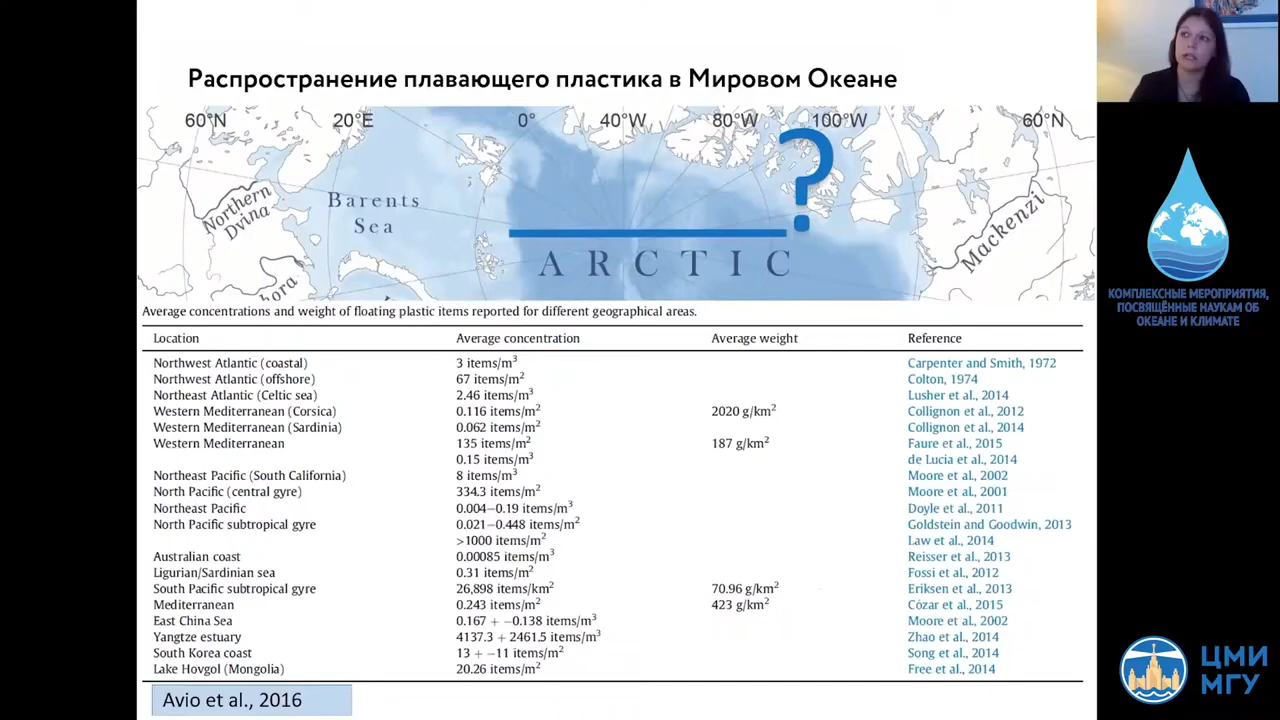 Распространение плавающего пластика в Мировом Океане
60°N 20°E 0° 40°W 80°W 100°W 60°N
?
Northern
Dvina
Barents
Sea
Mackenzi
ARCTIC
hora
Average concentrations and weight of floating plastic items reported for different geographical areas.
Location Average concentration Average weight Reference
Northwest Atlantic (coastal) 3 items/m³ Carpenter and Smith, 1972
Northwest Atlantic (offshore) 67 items/m² Colton, 1974
Northeast Atlantic (Celtic sea) 2.46 items/m³ Lusher et al., 2014
Western Mediterranean (Corsica) 0.116 items/m² 2020 g/km² Collignon et al., 2012
Western Mediterranean (Sardinia) 0.062 items/m² Collignon et al., 2014
Western Mediterranean 135 items/m² 187 g/km² Faure et al., 2015
0.15 items/m³ de Lucia et al., 2014
Northeast Pacific (South California) 8 items/m³ Moore et al., 2002
North Pacific (central gyre) 334.3 items/m² Moore et al., 2001
Northeast Pacific 0.004–0.19 items/m³ Doyle et al., 2011
North Pacific subtropical gyre 0.021–0.448 items/m² Goldstein and Goodwin, 2013
>1000 items/m² Law et al., 2014
Australian coast 0.00085 items/m³ Reisser et al., 2013
Ligurian/Sardinian sea 0.31 items/m² Fossi et al., 2012
South Pacific subtropical gyre 26,898 items/km² 70.96 g/km² Eriksen et al., 2013
Mediterranean 0.243 items/m² 423 g/km² Cózar et al., 2015
East China Sea 0.167 + −0.138 items/m³ Moore et al., 2002
Yangtze estuary 4137.3 + 2461.5 items/m³ Zhao et al., 2014
South Korea coast 13 + −11 items/m² Song et al., 2014
Lake Hovgol (Mongolia) 20.26 items/m² Free et al., 2014
Avio et al., 2016
КОМПЛЕКСНЫЕ МЕРОПРИЯТИЯ,
ПОСВЯЩЁННЫЕ НАУКАМ ОБ
ОКЕАНЕ И КЛИМАТЕ
ЦМИ
МГУ